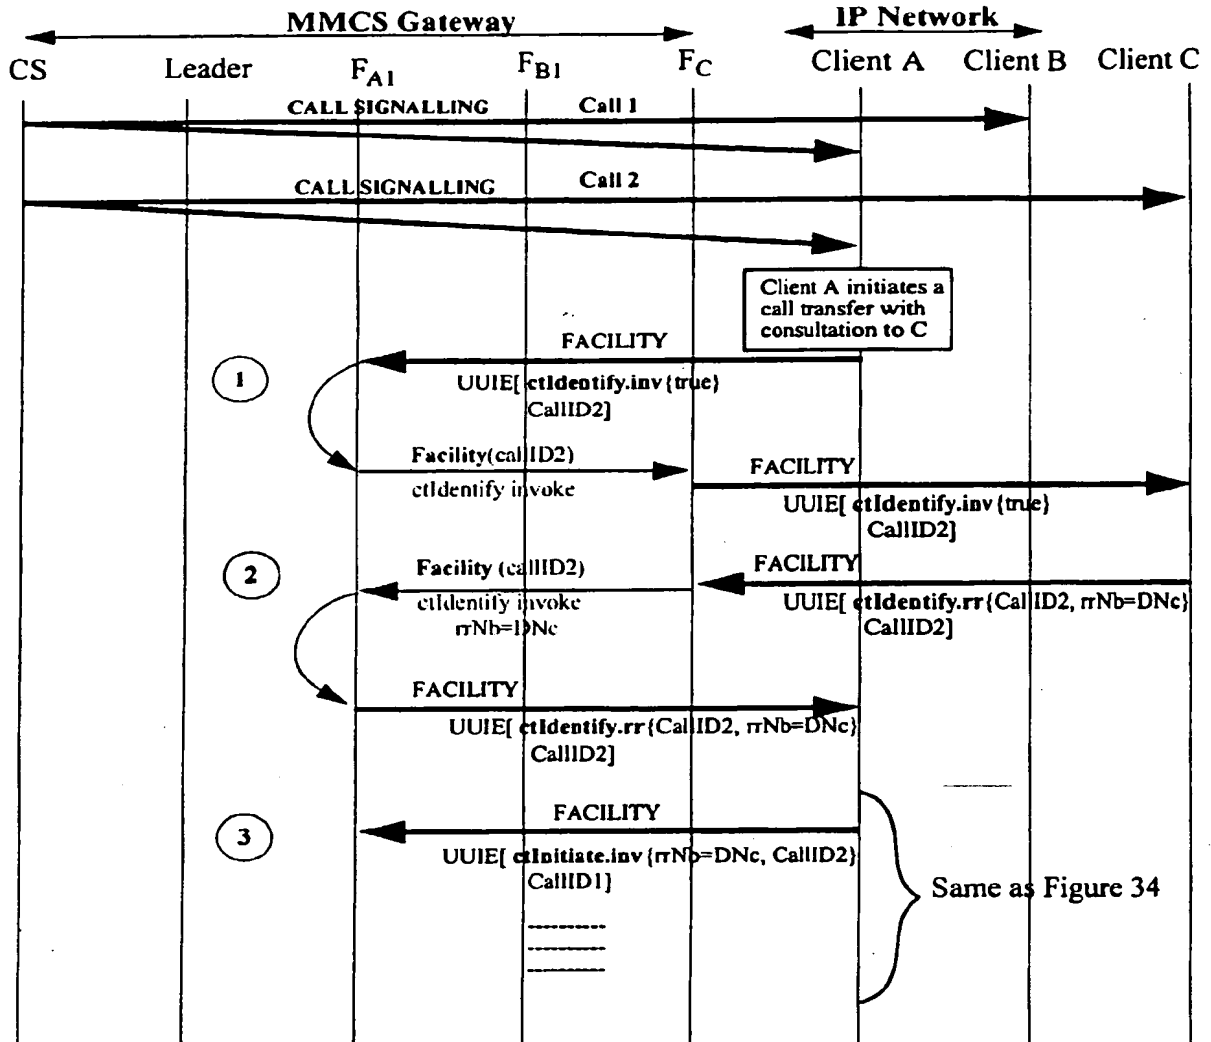 MMCS Gateway
IP Network
CS
Leader
FA1
FB1
FC
Client A
Client B
Client C
CALL SIGNALLING
Call 1
CALL SIGNALLING
Call 2
Client A initiates a
call transfer with
consultation to C
FACILITY
1
UUIE[ ctIdentify.inv{true}
CallID2]
Facility(callID2)
ctIdentify invoke
FACILITY
UUIE[ ctIdentify.inv{true}
CallID2]
2
Facility (callID2)
ctIdentify invoke
rrNb=DNc
FACILITY
UUIE[ ctIdentify.rr{CallID2, rrNb=DNc}
CallID2]
FACILITY
UUIE[ ctIdentify.rr{CallID2, rrNb=DNc}
CallID2]
3
FACILITY
UUIE[ ctInitiate.inv{rrNb=DNc, CallID2}
CallID1]
Same as Figure 34